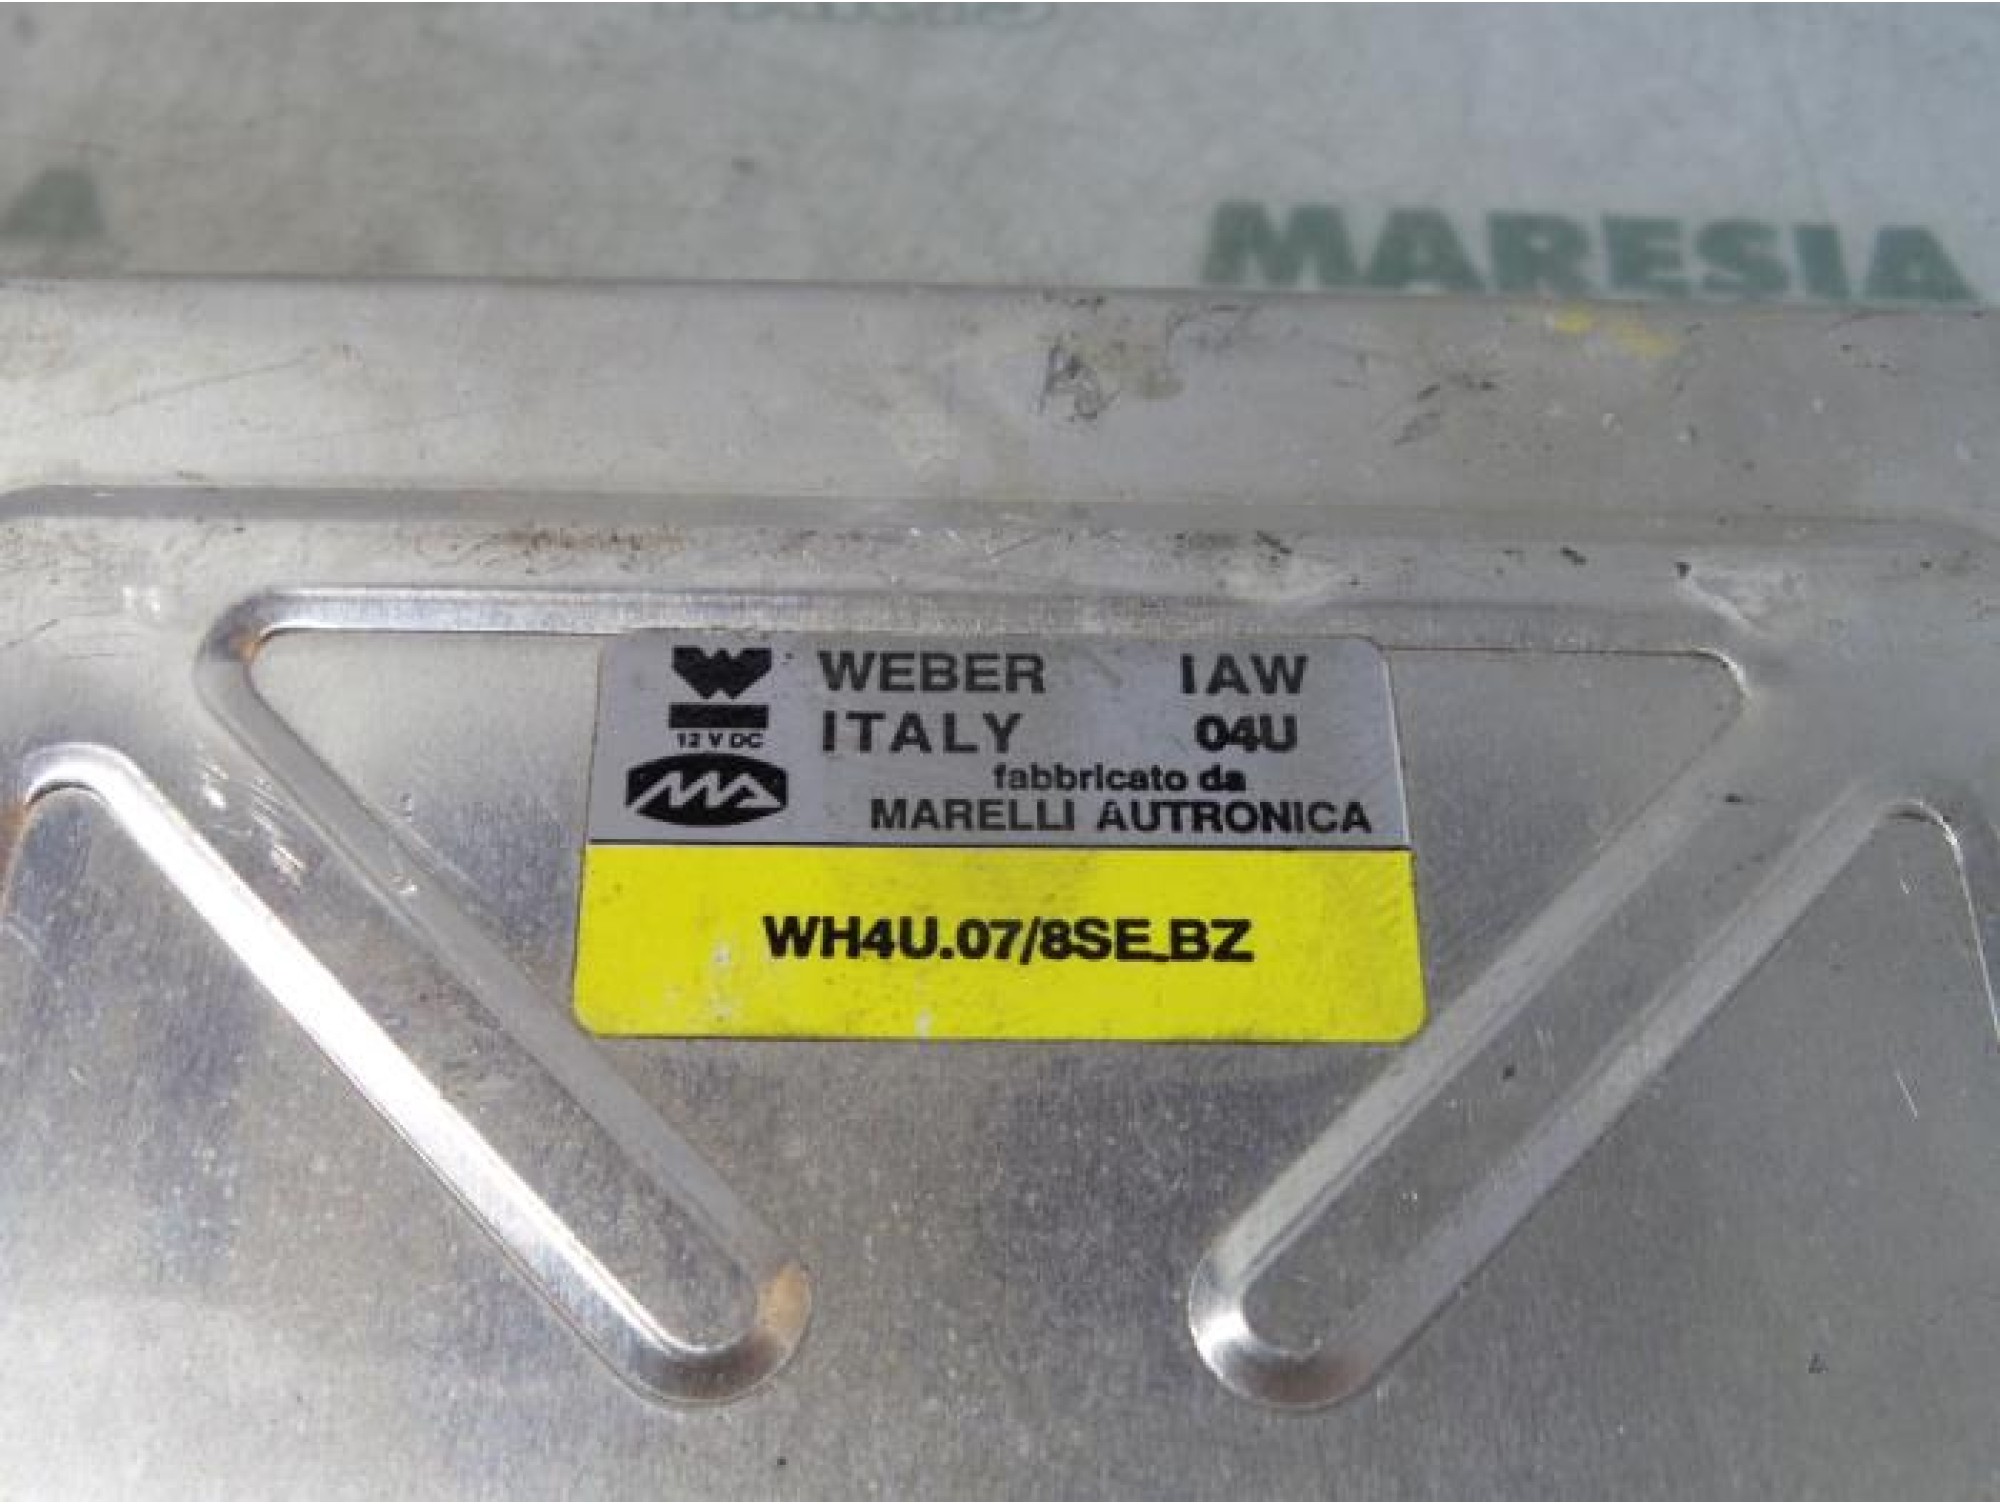 MARESIA
WEBER IAW
ITALY 04U
12 V DC
fabbricato da
MARELLI AUTRONICA
WH4U.07/8SE.BZ